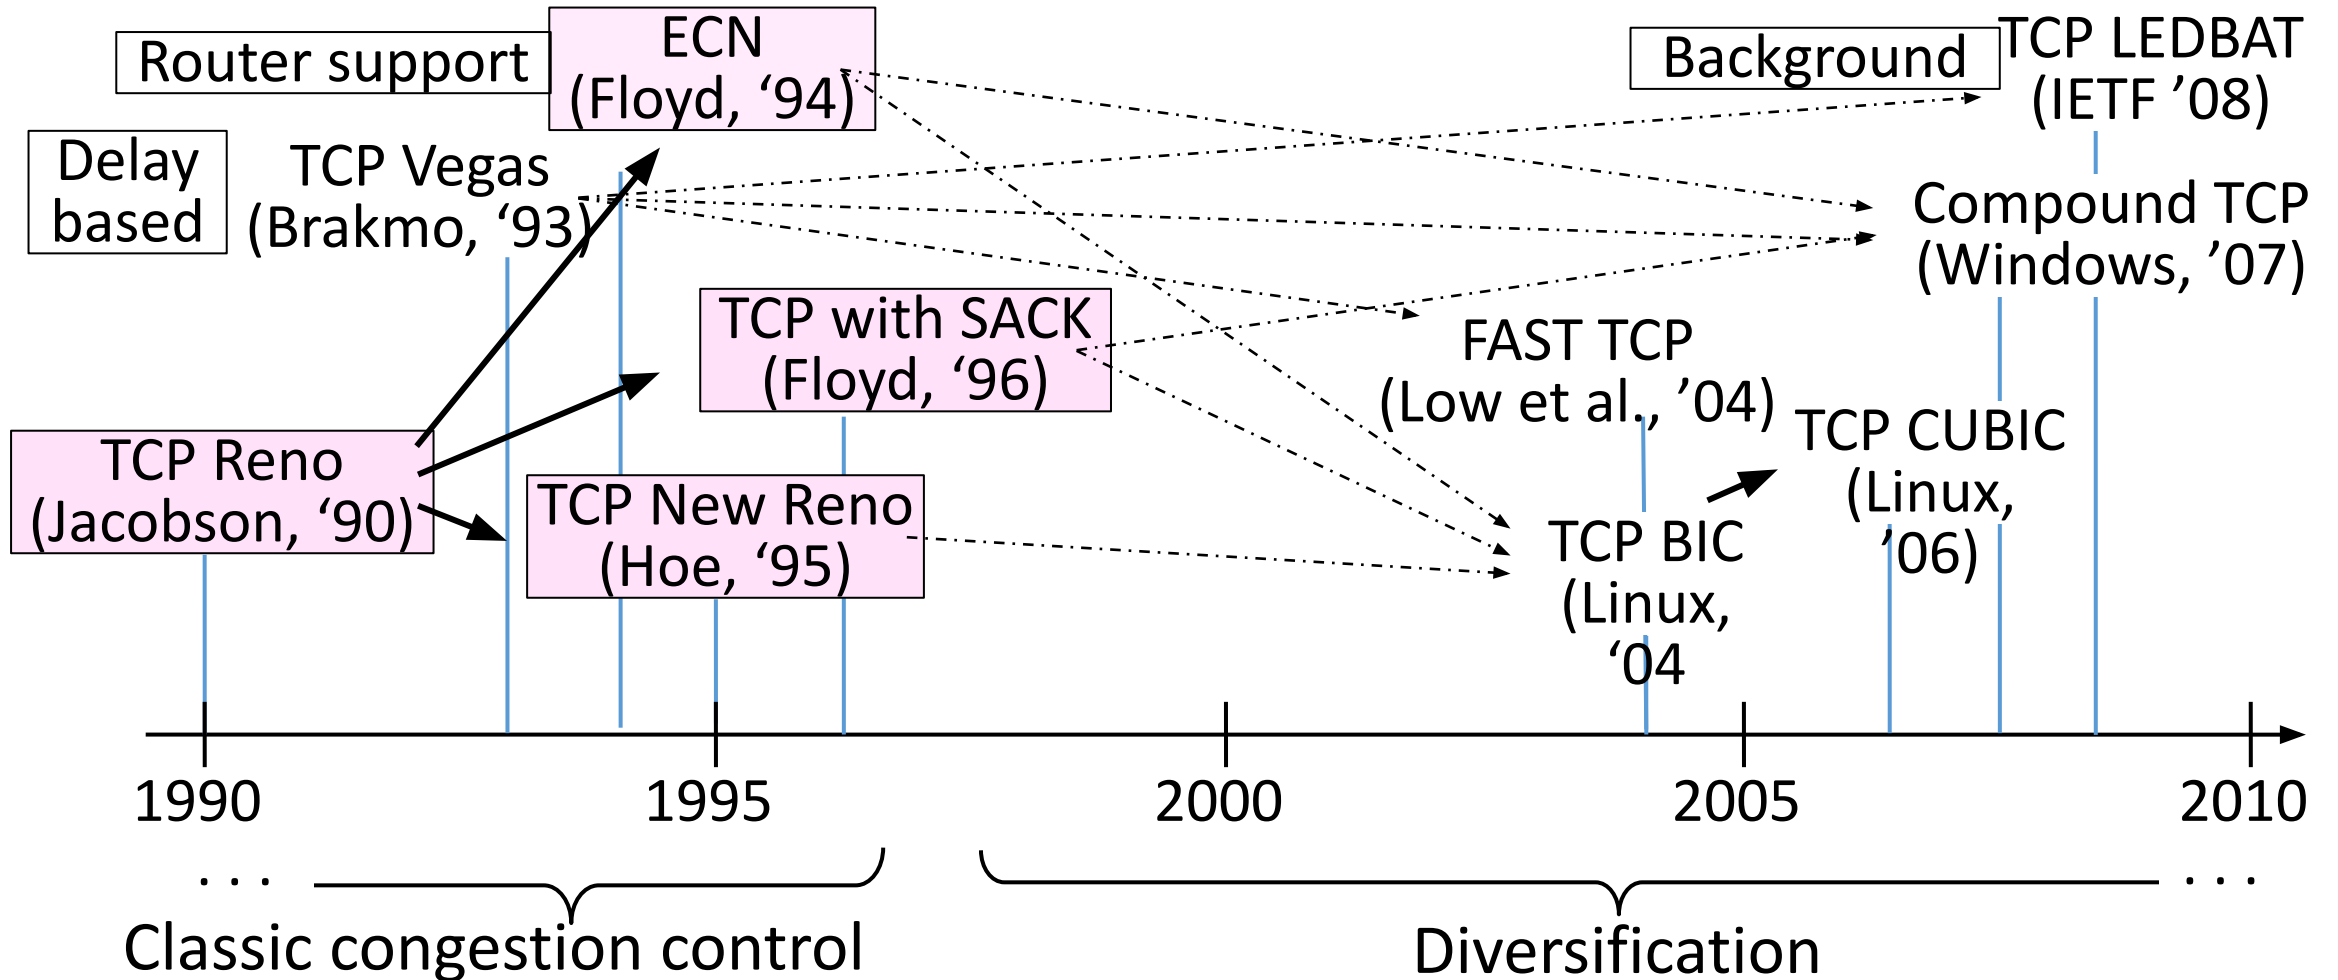 Router support
ECN
(Floyd, ‘94)
Background
TCP LEDBAT
(IETF ’08)
Delay
based
TCP Vegas
(Brakmo, ‘93)
Compound TCP
(Windows, ’07)
TCP with SACK
(Floyd, ‘96)
FAST TCP
(Low et al., ’04)
TCP Reno
(Jacobson, ‘90)
TCP New Reno
(Hoe, ‘95)
TCP CUBIC
(Linux,
’06)
TCP BIC
(Linux,
‘04
1990
1995
2000
2005
2010
. . .
. . .
Classic congestion control
Diversification